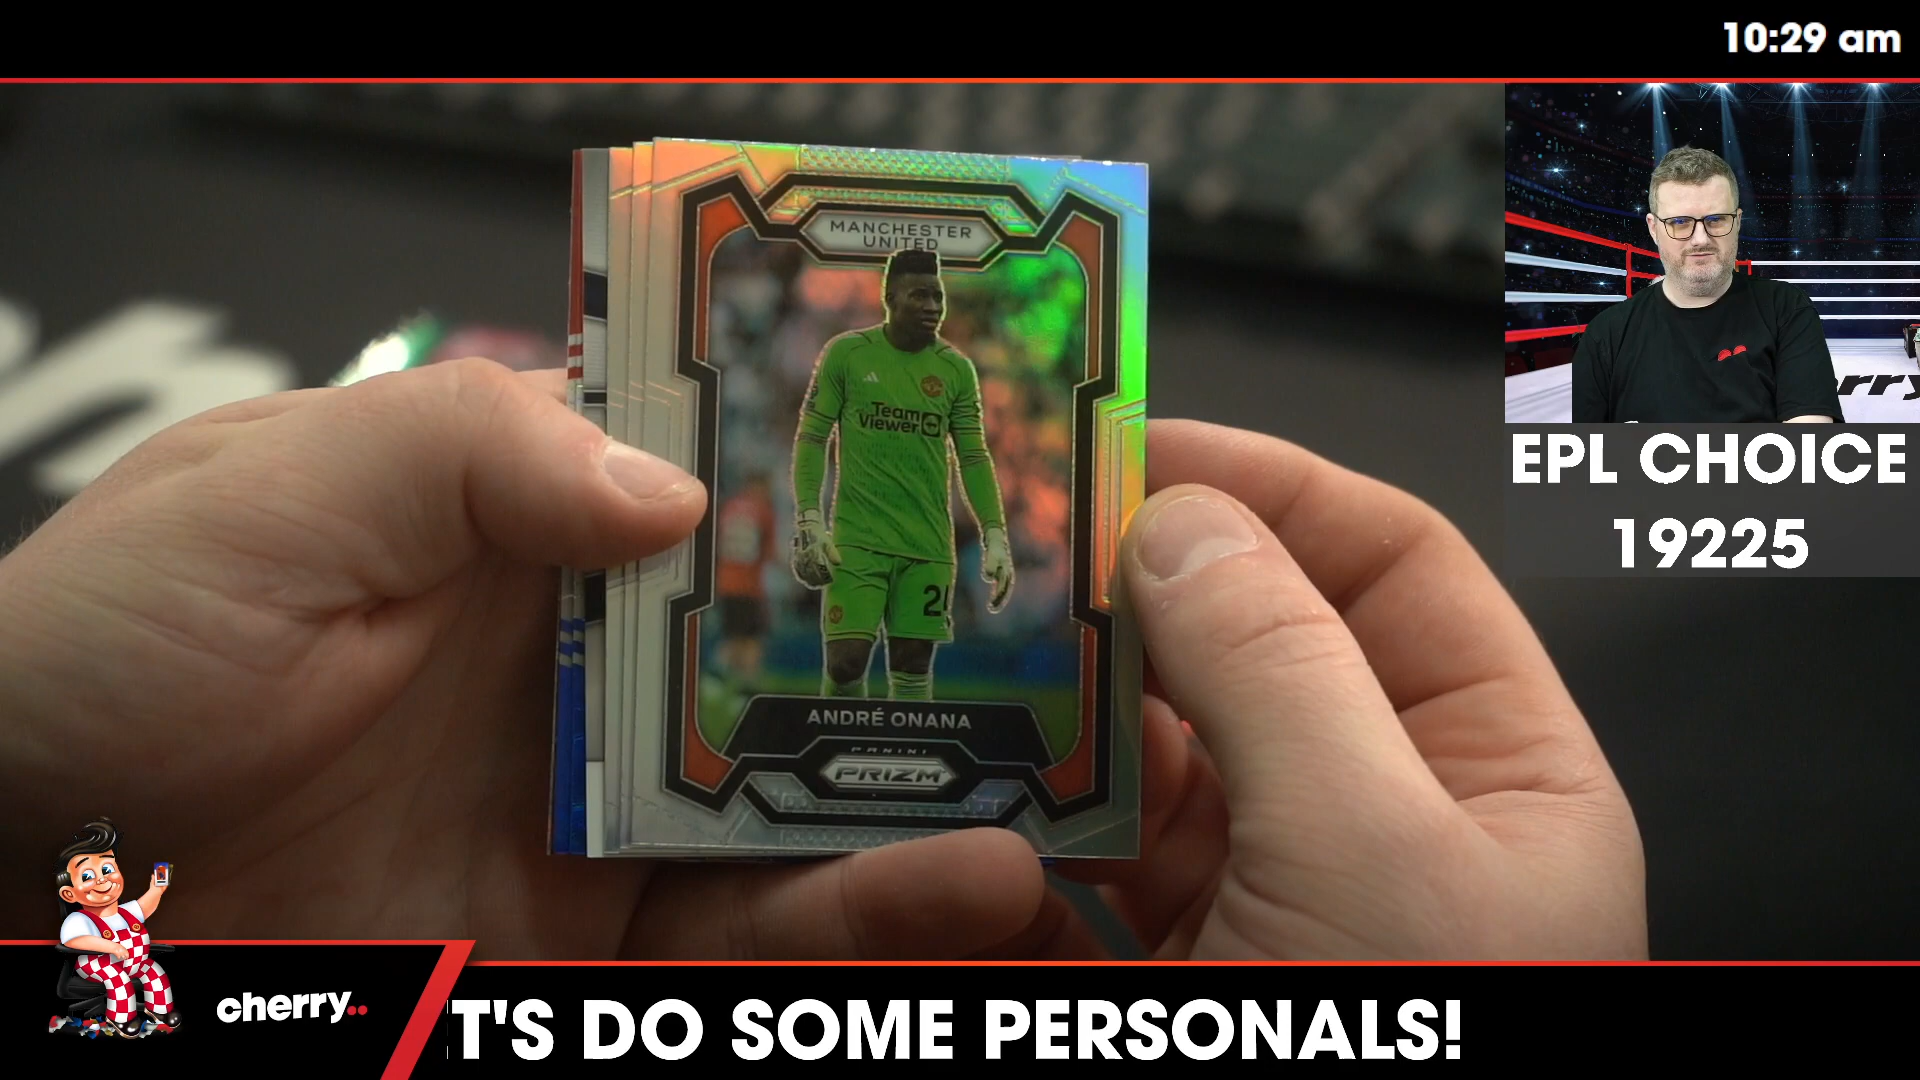 10:29 am
MANCHESTER
UNITED
Team
Viewer
ANDRÉ ONANA
PANINI
PRIZM
EPL CHOICE
19225
cherry..
T'S DO SOME PERSONALS!